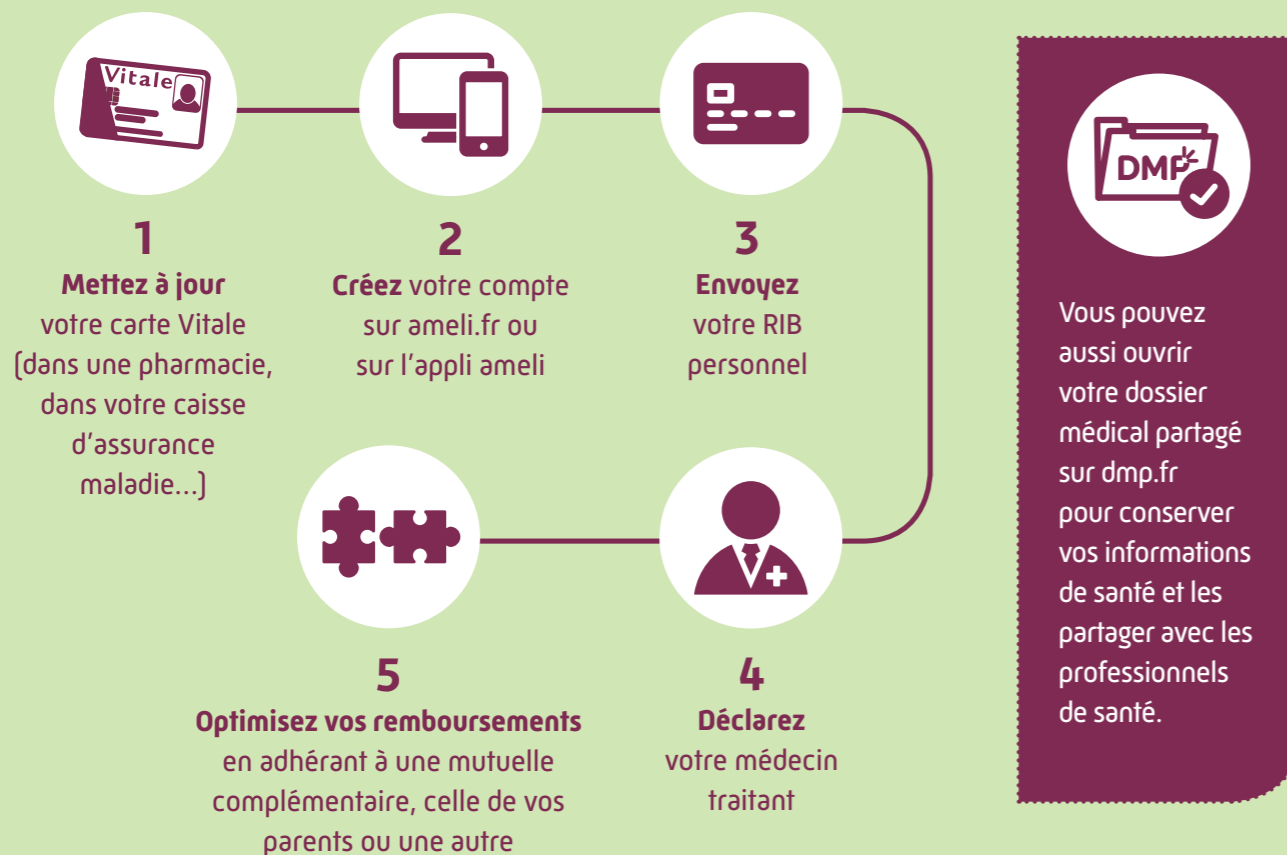 Vitale
1
Mettez à jour
votre carte Vitale
(dans une pharmacie,
dans votre caisse
d'assurance
maladie...)
2
Créez votre compte
sur ameli.fr ou
sur l'appli ameli
3
Envoyez
votre RIB
personnel
4
Déclarez
votre médecin
traitant
5
Optimisez vos remboursements
en adhérant à une mutuelle
complémentaire, celle de vos
parents ou une autre
DMP
Vous pouvez
aussi ouvrir
votre dossier
médical partagé
sur dmp.fr
pour conserver
vos informations
de santé et les
partager avec les
professionnels
de santé.